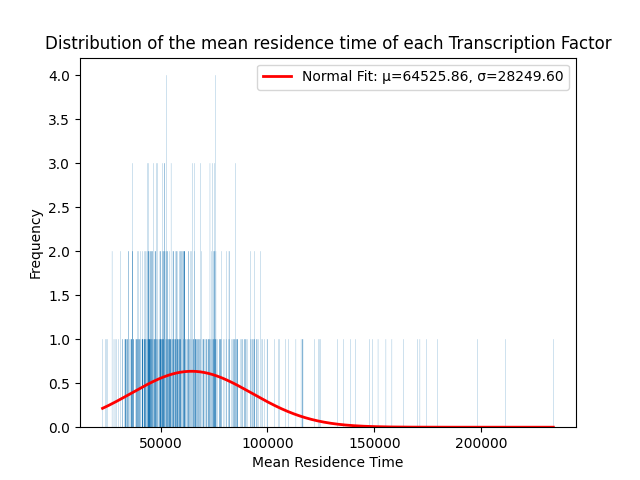 Distribution of the mean residence time of each Transcription Factor
Normal Fit: μ=64525.86, σ=28249.60
Frequency
4.0
3.5
3.0
2.5
2.0
1.5
1.0
0.5
0.0
50000 100000 150000 200000
Mean Residence Time